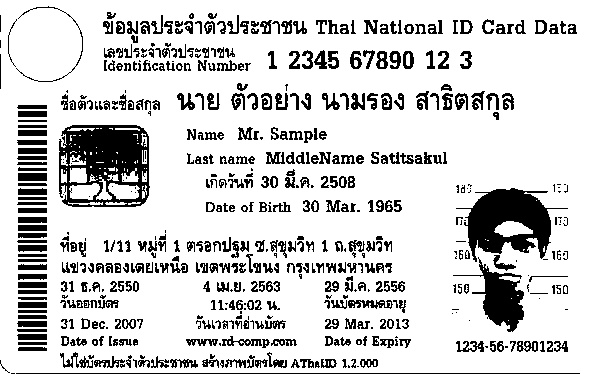 ข้อมูลประจำตัวประชาชน Thai National ID Card Data
เลขประจำตัวประชาชน
Identification Number 1 2345 67890 12 3
ชื่อตัวและชื่อสกุล นาย ตัวอย่าง นามรอง สาธิตสกุล
Name Mr. Sample
Last name MiddleName Satitsakul
เกิดวันที่ 30 มี.ค. 2508
Date of Birth 30 Mar. 1965
ที่อยู่ 1/11 หมู่ที่ 1 ตรอกปฐม ซ.สุขุมวิท 1 ถ.สุขุมวิท
แขวงคลองเตยเหนือ เขตพระโขนง กรุงเทพมหานคร
31 ธ.ค. 2550 4 เม.ย. 2563 29 มี.ค. 2556
วันออกบัตร 11:46:02 น. วันบัตรหมดอายุ
31 Dec. 2007 วันเวลาที่อ่านบัตร 29 Mar. 2013
Date of Issue www.rd-comp.com Date of Expiry
ไม่ใช่บัตรประจำตัวประชาชน สร้างภาพบัตรโดย AThaiID 1.2.000
180 150
170 170
160 160
150 150
1234-56-78901234